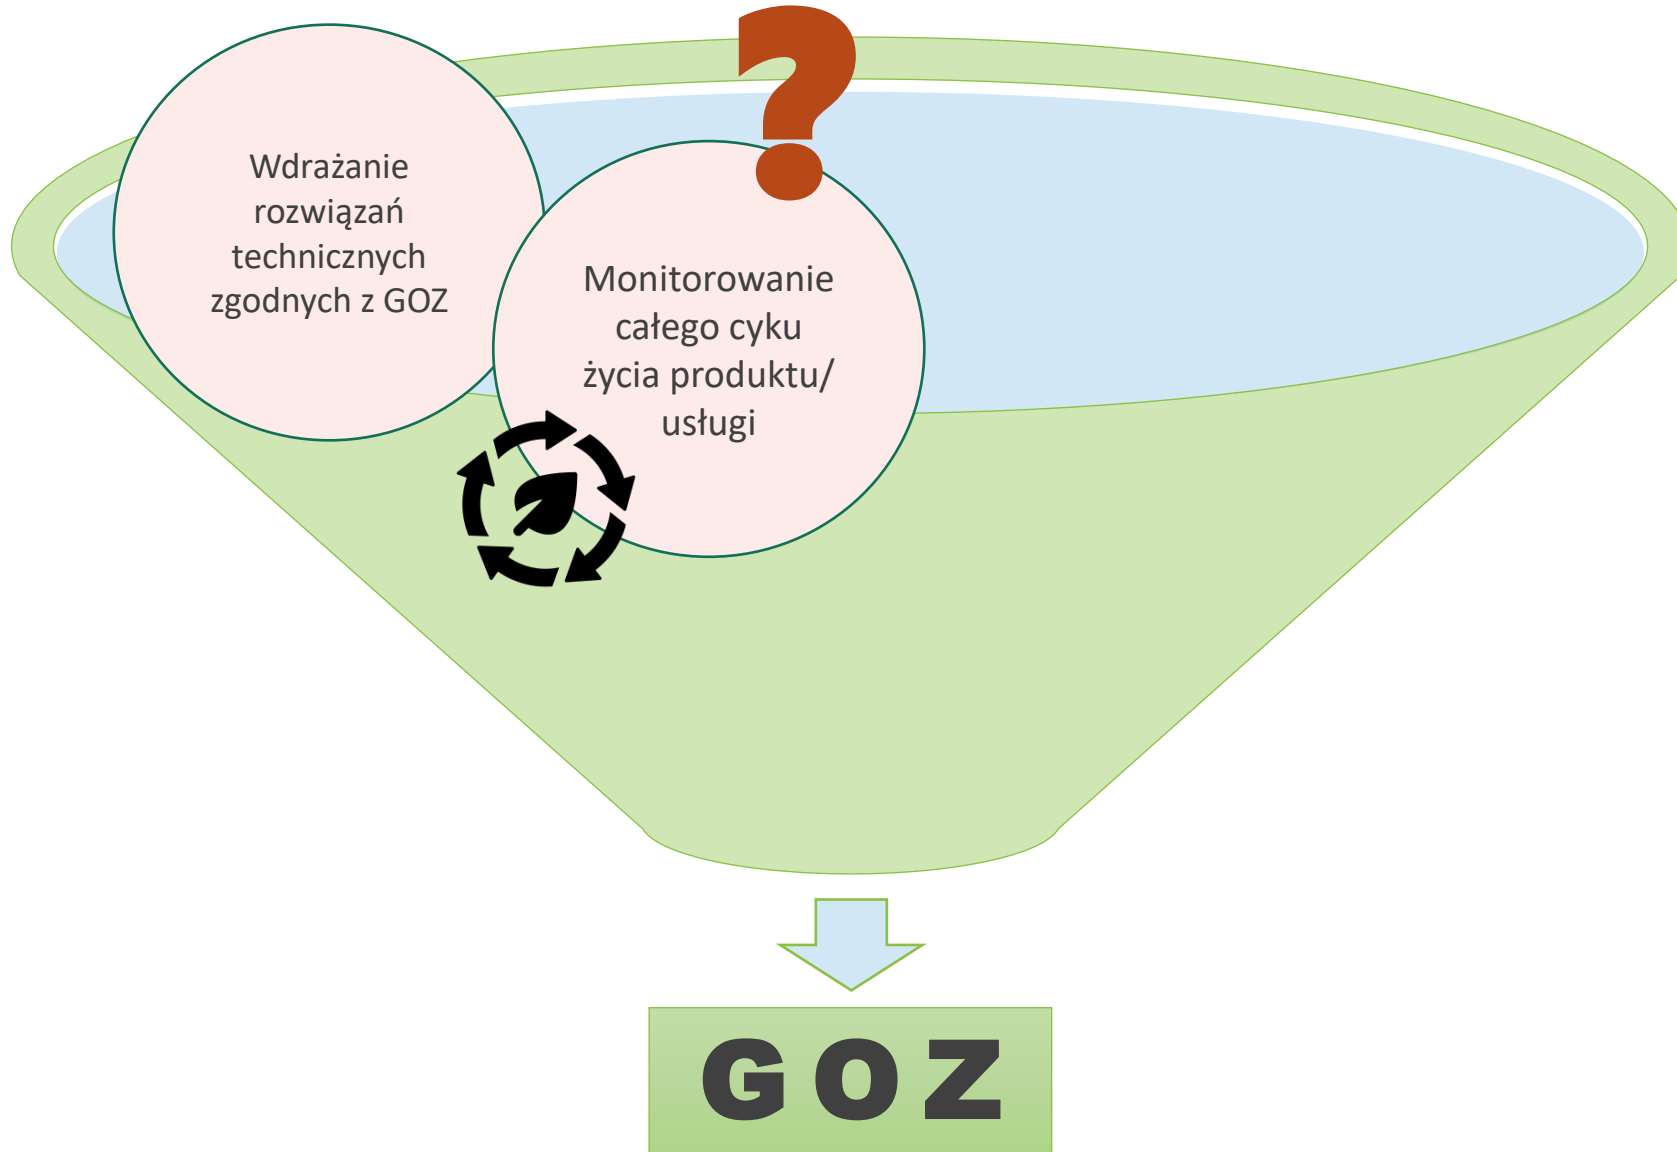 ?
Wdrażanie
rozwiązań
technicznych
zgodnych z GOZ
Monitorowanie
całego cyku
życia produktu/
usługi
GOZ